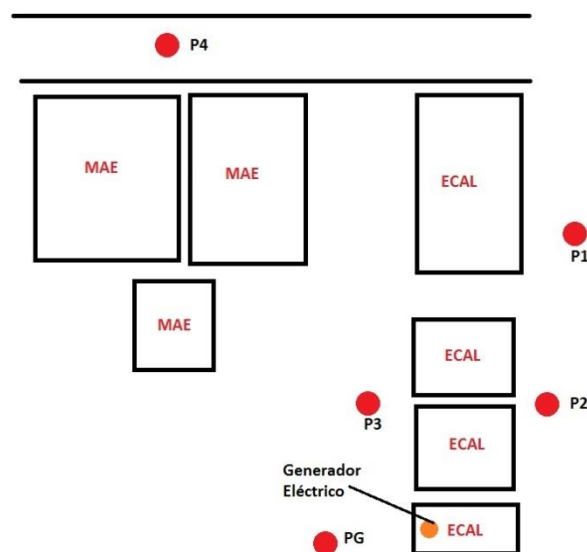 P4
MAE
MAE
ECAL
P1
MAE
ECAL
P3
P2
ECAL
Generador
Eléctrico
PG
ECAL